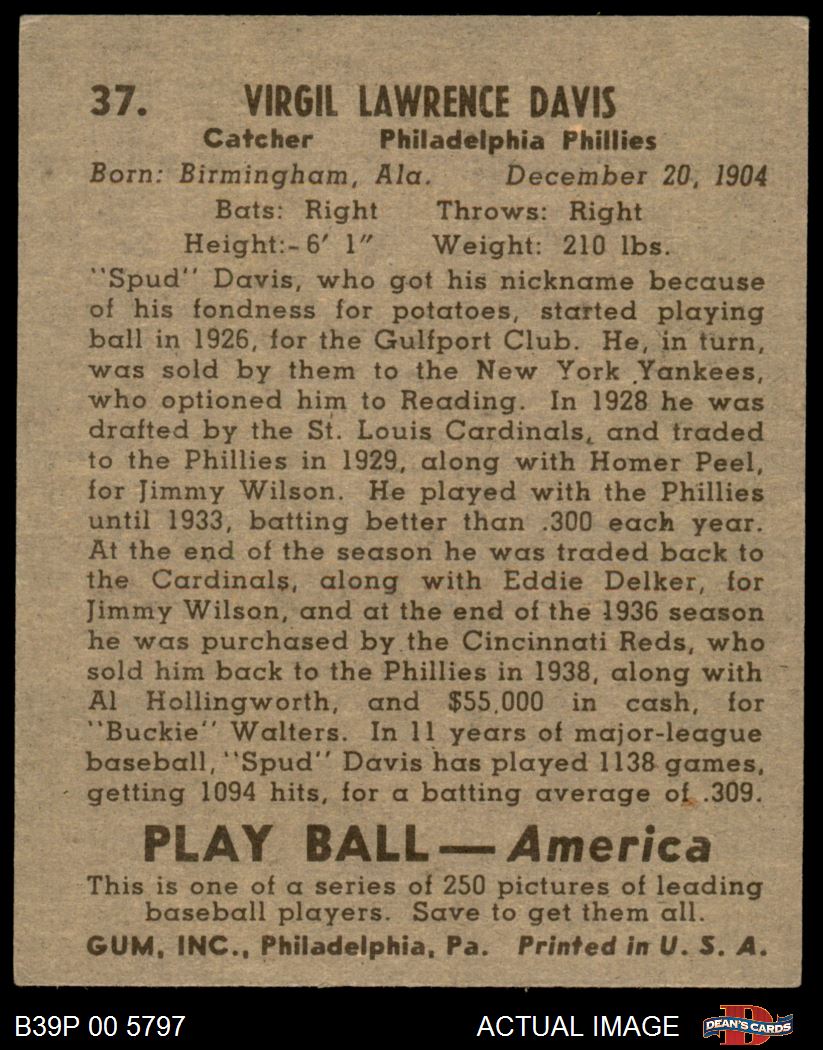 37. VIRGIL LAWRENCE DAVIS
Catcher Philadelphia Phillies
Born: Birmingham, Ala. December 20, 1904
Bats: Right Throws: Right
Height:- 6' 1" Weight: 210 lbs.
"Spud" Davis, who got his nickname because
of his fondness for potatoes, started playing
ball in 1926, for the Gulfport Club. He, in turn,
was sold by them to the New York Yankees,
who optioned him to Reading. In 1928 he was
drafted by the St. Louis Cardinals, and traded
to the Phillies in 1929, along with Homer Peel,
for Jimmy Wilson. He played with the Phillies
until 1933, batting better than .300 each year.
At the end of the season he was traded back to
the Cardinals, along with Eddie Delker, for
Jimmy Wilson, and at the end of the 1936 season
he was purchased by the Cincinnati Reds, who
sold him back to the Phillies in 1938, along with
Al Hollingworth, and $55,000 in cash, for
"Buckie" Walters. In 11 years of major-league
baseball, "Spud" Davis has played 1138 games,
getting 1094 hits, for a batting average of .309.
PLAY BALL — America
This is one of a series of 250 pictures of leading
baseball players. Save to get them all.
GUM, INC., Philadelphia, Pa. Printed in U. S. A.
B39P 00 5797 ACTUAL IMAGE D DEAN'S CARDS